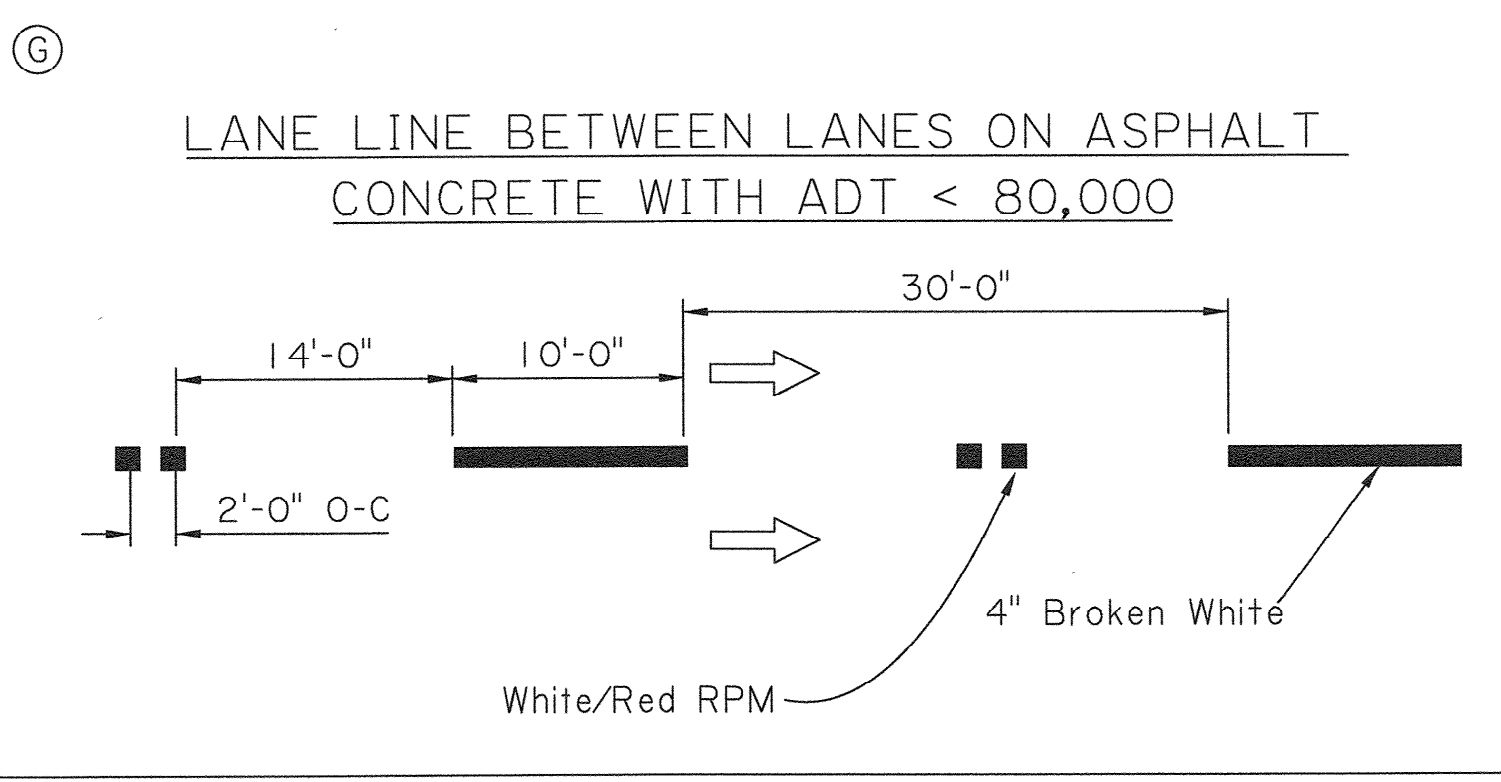 G
LANE LINE BETWEEN LANES ON ASPHALT
CONCRETE WITH ADT < 80,000
30'-0"
14'-0"
10'-0"
2'-0" O-C
4" Broken White
White/Red RPM